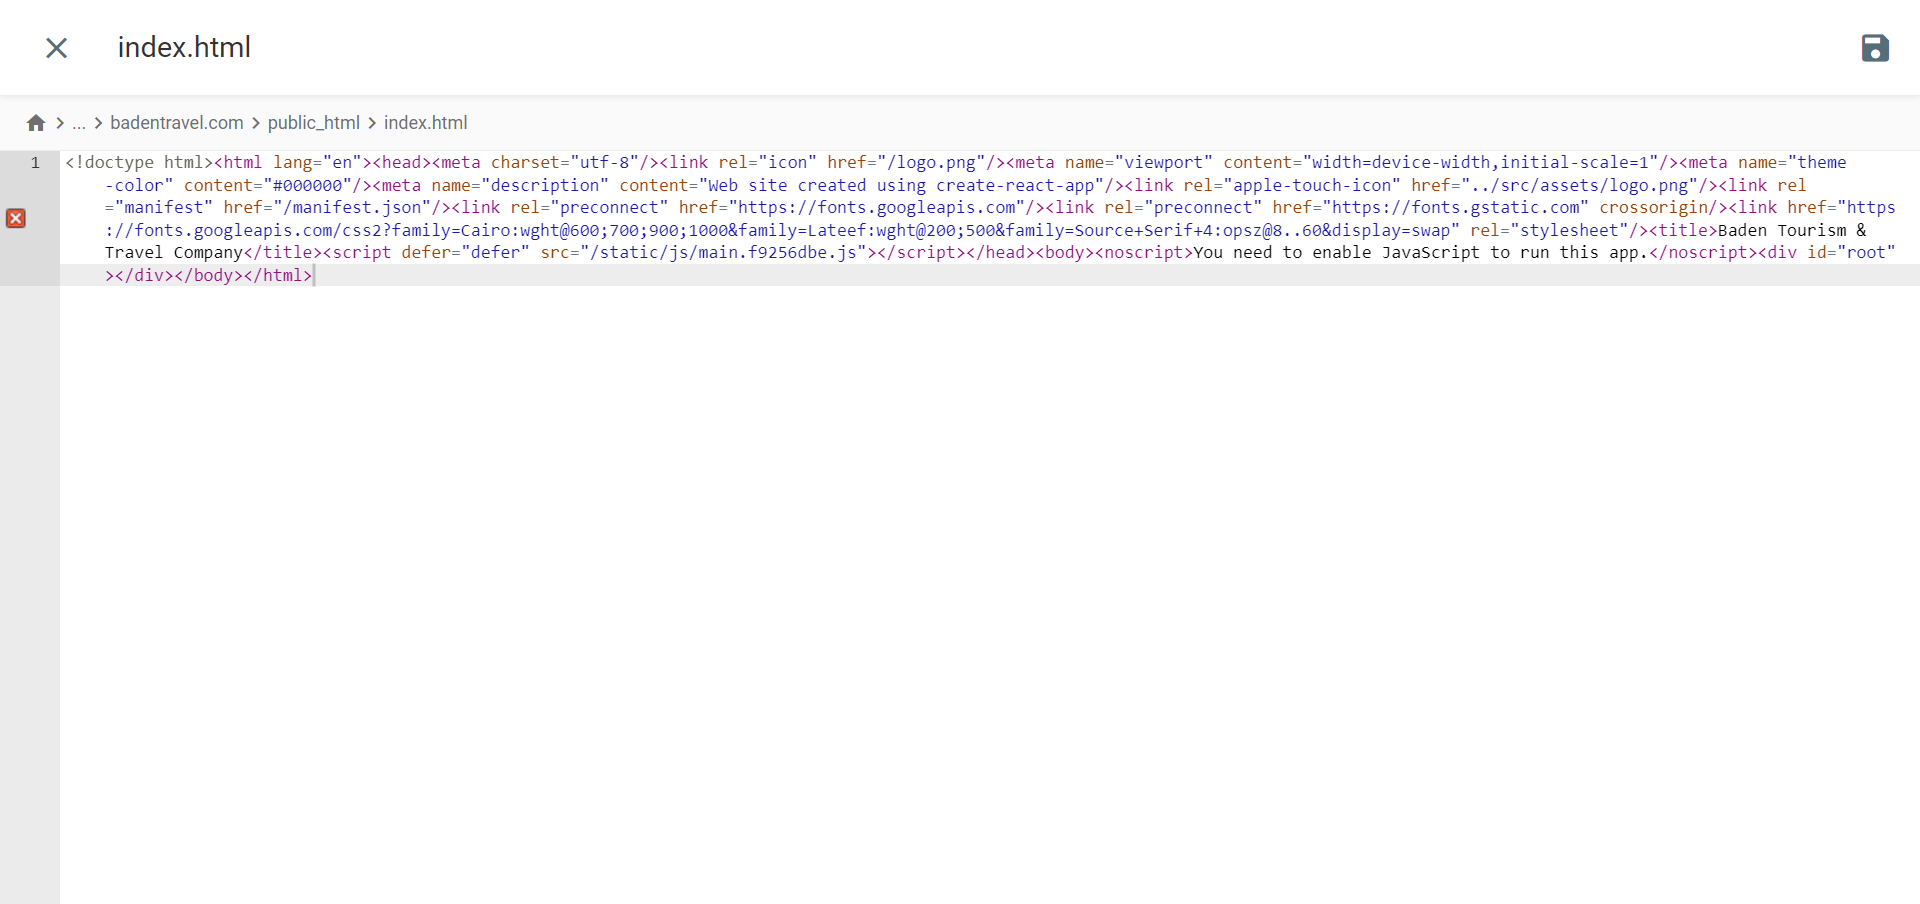 index.html
... badentravel.com public_html index.html
1 <!doctype html><html lang="en"><head><meta charset="utf-8"/><link rel="icon" href="/logo.png"/><meta name="viewport" content="width=device-width,initial-scale=1"/><meta name="theme
-color" content="#000000"/><meta name="description" content="Web site created using create-react-app"/><link rel="apple-touch-icon" href="../src/assets/logo.png"/><link rel
="manifest" href="/manifest.json"/><link rel="preconnect" href="https://fonts.googleapis.com"/><link rel="preconnect" href="https://fonts.gstatic.com" crossorigin/><link href="https
://fonts.googleapis.com/css2?family=Cairo:wght@600;700;900;1000&family=Lateef:wght@200;500&family=Source+Serif+4:opsz@8..60&display=swap" rel="stylesheet"/><title>Baden Tourism &
Travel Company</title><script defer="defer" src="/static/js/main.f9256dbe.js"></script></head><body><noscript>You need to enable JavaScript to run this app.</noscript><div id="root"
></div></body></html>